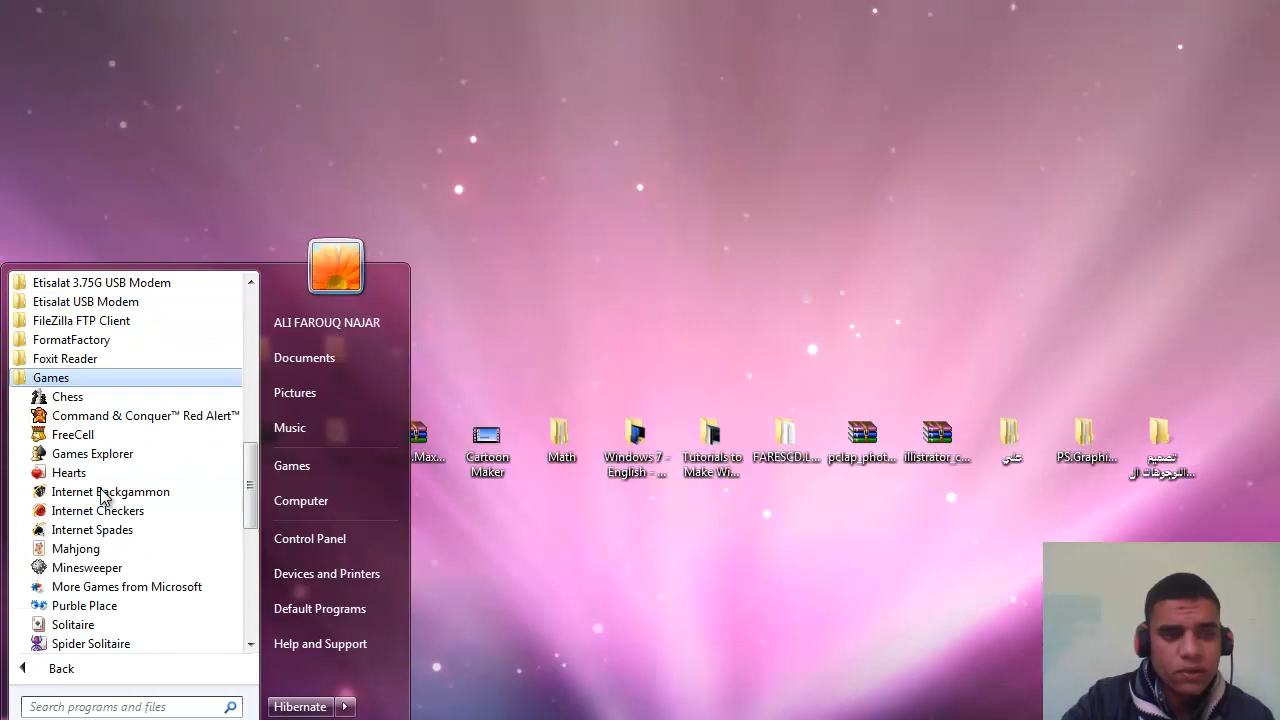 Etisalat 3.75G USB Modem
Etisalat USB Modem
FileZilla FTP Client
FormatFactory
Foxit Reader
Games
Chess
Command & Conquer™ Red Alert™
FreeCell
Games Explorer
Hearts
Internet Backgammon
Internet Checkers
Internet Spades
Mahjong
Minesweeper
More Games from Microsoft
Purble Place
Solitaire
Spider Solitaire
Back
Search programs and files
ALI FAROUQ NAJAR
Documents
Pictures
Music
Games
Computer
Control Panel
Devices and Printers
Default Programs
Help and Support
Hibernate
.Max...
Cartoon
Maker
Math
Windows 7 -
English - ...
Tutorials to
Make Wi...
FARESCD.L...
pclap_phot...
illistrator_c...
PS.Graphi...
تصميم